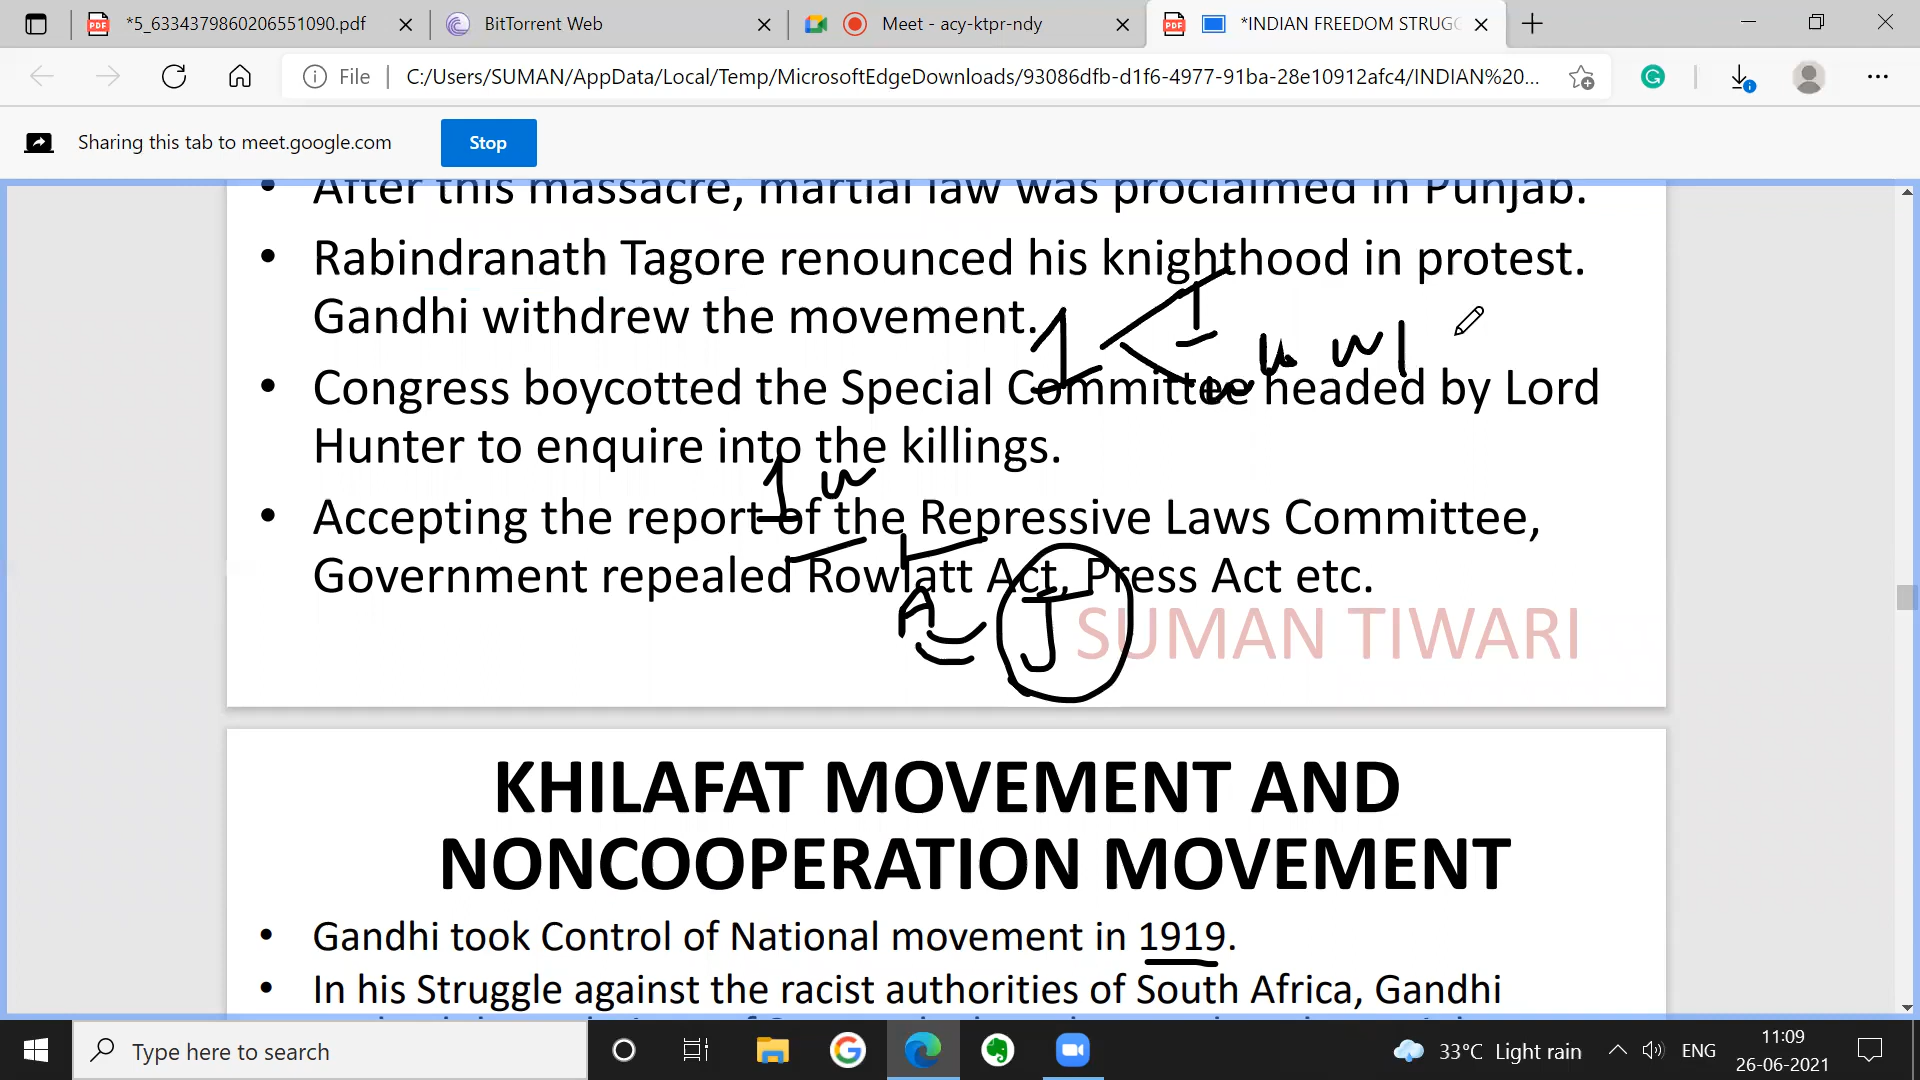 *5_6334379860206551090.pdf
BitTorrent Web
Meet - acy-ktpr-ndy
*INDIAN FREEDOM STRUGG
File
C:/Users/SUMAN/AppData/Local/Temp/MicrosoftEdgeDownloads/93086dfb-d1f6-4977-91ba-28e10912afc4/INDIAN%20...
Sharing this tab to meet.google.com
Stop
• After this massacre, martial law was proclaimed in Punjab.
• Rabindranath Tagore renounced his knighthood in protest.
Gandhi withdrew the movement.
• Congress boycotted the Special Committee headed by Lord
Hunter to enquire into the killings.
• Accepting the report of the Repressive Laws Committee,
Government repealed Rowlatt Act, Press Act etc.
A J
SUMAN TIWARI
KHILAFAT MOVEMENT AND
NONCOOPERATION MOVEMENT
• Gandhi took Control of National movement in 1919.
• In his Struggle against the racist authorities of South Africa, Gandhi
Type here to search
33°C Light rain
ENG
11:09
26-06-2021